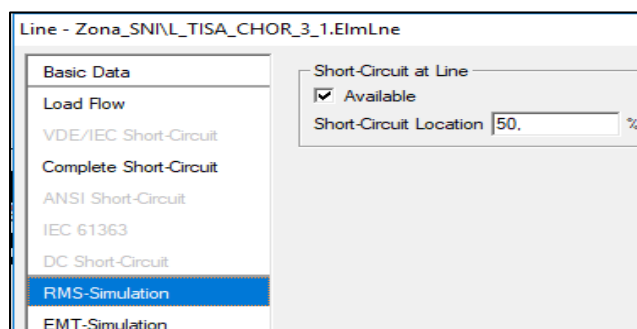 Line - Zona_SNI\L_TISA_CHOR_3_1.ElmLne
Basic Data
Load Flow
VDE/IEC Short-Circuit
Complete Short-Circuit
ANSI Short-Circuit
IEC 61363
DC Short-Circuit
RMS-Simulation
EMT-Simulation
Short-Circuit at Line
Available
Short-Circuit Location 50, %